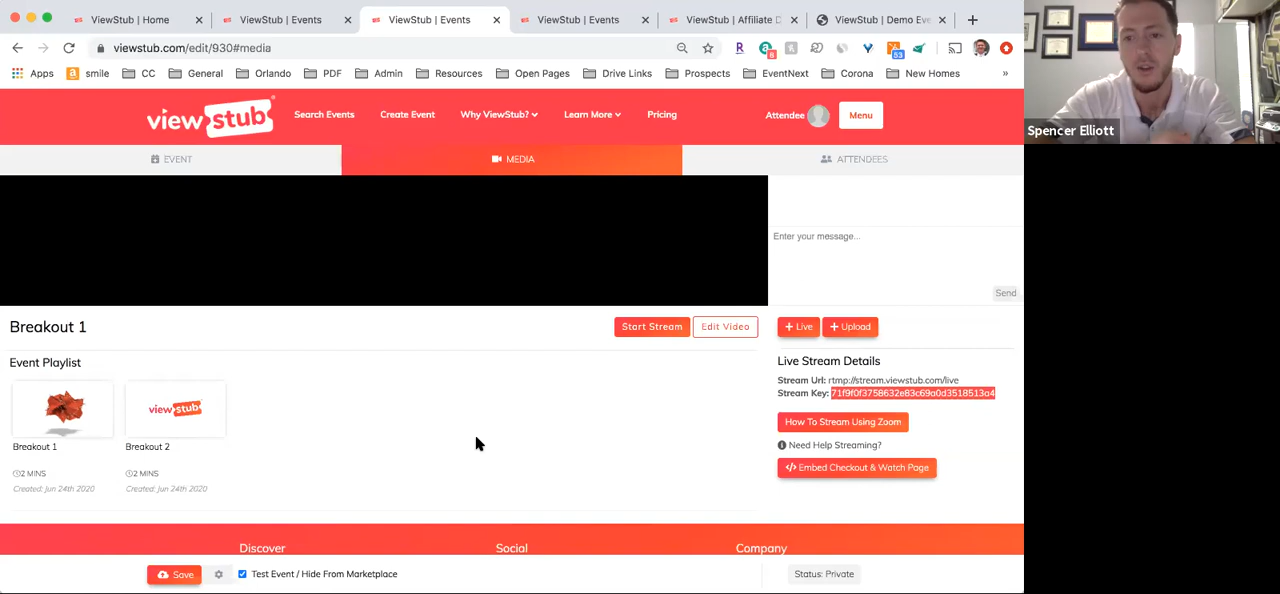 ViewStub | Home
ViewStub | Events
ViewStub | Events
ViewStub | Events
ViewStub | Affiliate D
ViewStub | Demo Eve
viewstub.com/edit/930#media
6
53
Apps
smile
CC
General
Orlando
PDF
Admin
Resources
Open Pages
Drive Links
Prospects
EventNext
Corona
New Homes
»
view stub
Search Events
Create Event
Why ViewStub?
Learn More
Pricing
Attendee
Menu
Spencer Elliott
EVENT
MEDIA
ATTENDEES
Enter your message...
Send
Breakout 1
Start Stream
Edit Video
+ Live
+ Upload
Event Playlist
Live Stream Details
Stream Url: rtmp://stream.viewstub.com/live
Stream Key: 71f9f0f3758632e83c69a0d3518513a4
view stub
How To Stream Using Zoom
Breakout 1
Breakout 2
Need Help Streaming?
Embed Checkout & Watch Page
2 MINS
2 MINS
Created: Jun 24th 2020
Created: Jun 24th 2020
Discover
Social
Company
Save
Test Event / Hide From Marketplace
Status: Private